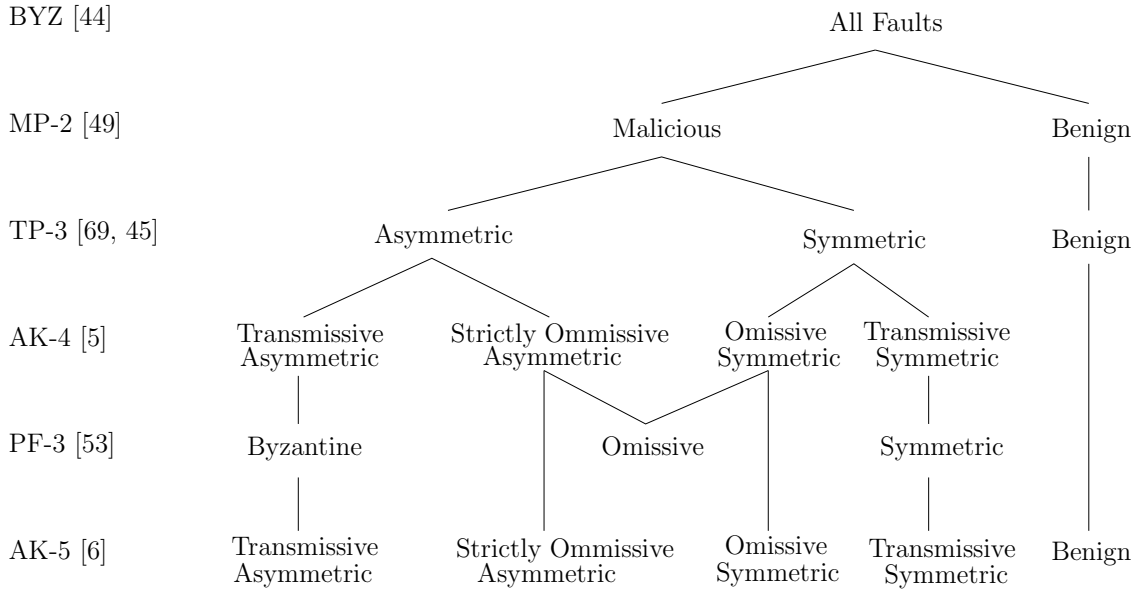 BYZ [44]
All Faults
MP-2 [49]
Malicious
Benign
TP-3 [69, 45]
Asymmetric
Symmetric
Benign
AK-4 [5]
Transmissive
Asymmetric
Strictly Ommissive
Asymmetric
Omissive
Symmetric
Transmissive
Symmetric
PF-3 [53]
Byzantine
Omissive
Symmetric
AK-5 [6]
Transmissive
Asymmetric
Strictly Ommissive
Asymmetric
Omissive
Symmetric
Transmissive
Symmetric
Benign